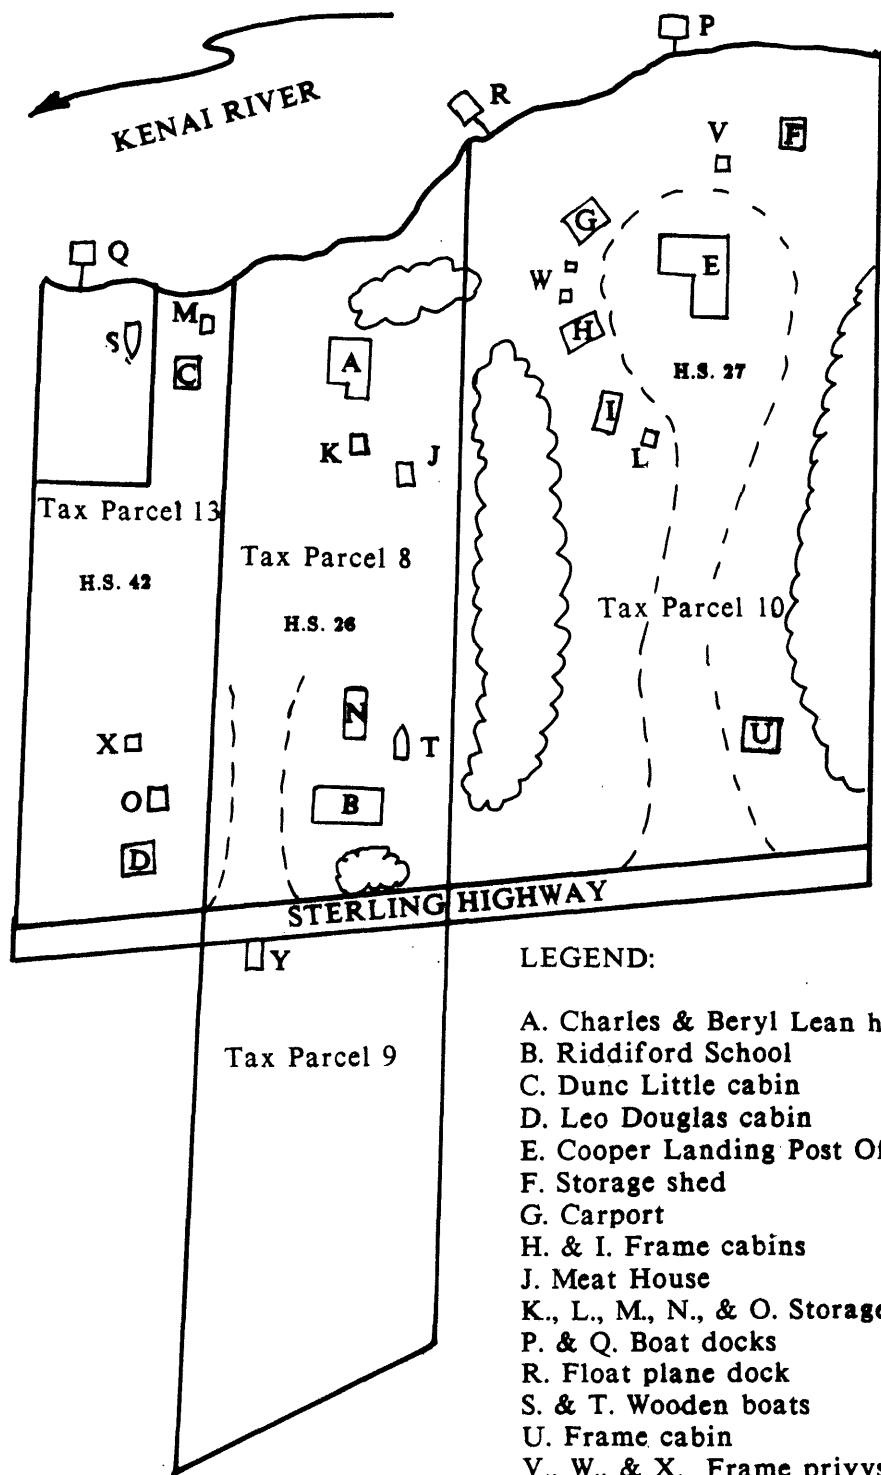 P
R
KENAI RIVER
V
F
G
Q
E
W
M
S
H
A
C
H.S. 27
I
K
J
L
Tax Parcel 13
Tax Parcel 8
H.S. 42
Tax Parcel 10
H.S. 26
N
X
T
U
O
B
D
STERLING HIGHWAY
Y
LEGEND:
Tax Parcel 9
A. Charles & Beryl Lean h
B. Riddiford School
C. Dunc Little cabin
D. Leo Douglas cabin
E. Cooper Landing Post Of
F. Storage shed
G. Carport
H. & I. Frame cabins
J. Meat House
K., L., M., N., & O. Storage
P. & Q. Boat docks
R. Float plane dock
S. & T. Wooden boats
U. Frame cabin
V., W., & X. Frame privys